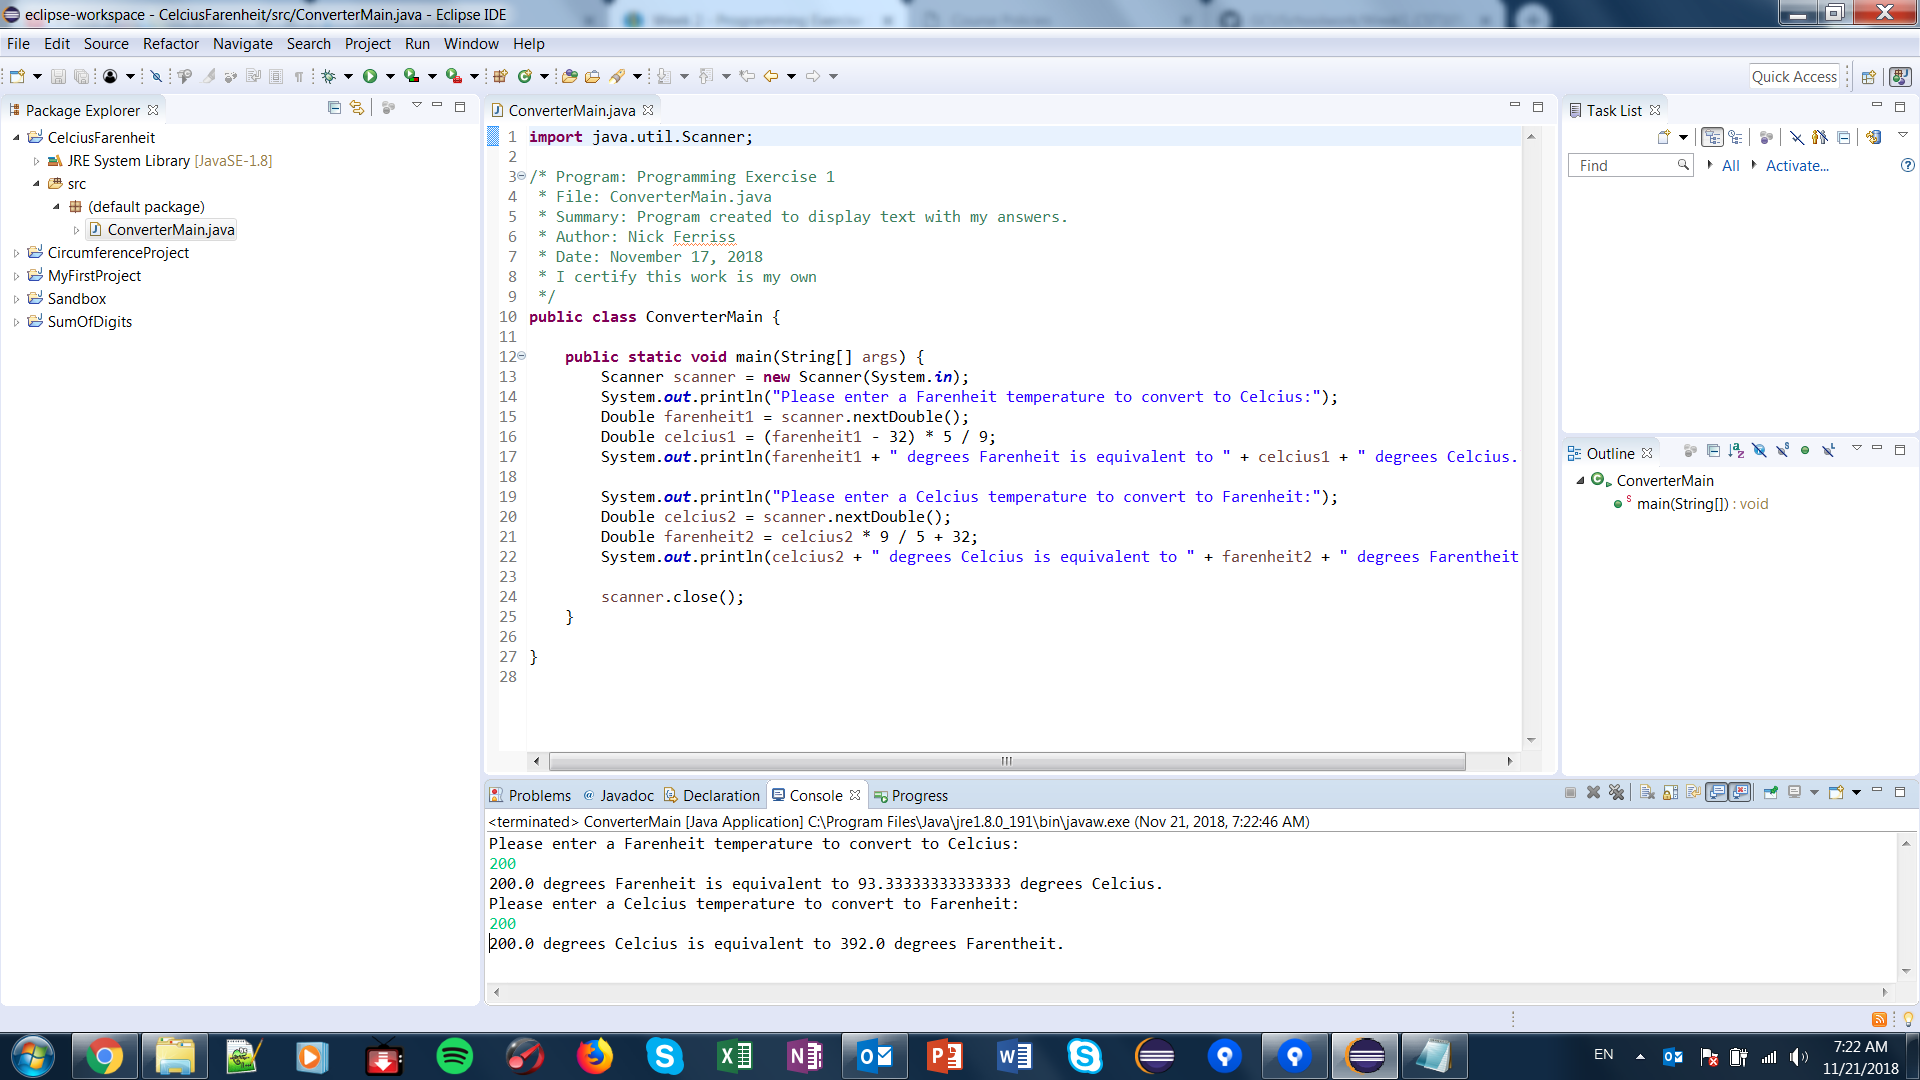 eclipse-workspace - CelciusFarenheit/src/ConverterMain.java - Eclipse IDE
File Edit Source Refactor Navigate Search Project Run Window Help
Quick Access
Package Explorer
CelciusFarenheit
JRE System Library [JavaSE-1.8]
src
(default package)
ConverterMain.java
CircumferenceProject
MyFirstProject
Sandbox
SumOfDigits
ConverterMain.java
1 import java.util.Scanner;
2
3 /* Program: Programming Exercise 1
4 * File: ConverterMain.java
5 * Summary: Program created to display text with my answers.
6 * Author: Nick Ferriss
7 * Date: November 17, 2018
8 * I certify this work is my own
9 */
10 public class ConverterMain {
11
12 public static void main(String[] args) {
13 Scanner scanner = new Scanner(System.in);
14 System.out.println("Please enter a Farenheit temperature to convert to Celcius:");
15 Double farenheit1 = scanner.nextDouble();
16 Double celcius1 = (farenheit1 - 32) * 5 / 9;
17 System.out.println(farenheit1 + " degrees Farenheit is equivalent to " + celcius1 + " degrees Celcius.
18
19 System.out.println("Please enter a Celcius temperature to convert to Farenheit:");
20 Double celcius2 = scanner.nextDouble();
21 Double farenheit2 = celcius2 * 9 / 5 + 32;
22 System.out.println(celcius2 + " degrees Celcius is equivalent to " + farenheit2 + " degrees Farentheit
23
24 scanner.close();
25 }
26
27 }
28
Task List
Find All Activate...
Outline
ConverterMain
main(String[]) : void
Problems @ Javadoc Declaration Console Progress
<terminated> ConverterMain [Java Application] C:\Program Files\Java\jre1.8.0_191\bin\javaw.exe (Nov 21, 2018, 7:22:46 AM)
Please enter a Farenheit temperature to convert to Celcius:
200
200.0 degrees Farenheit is equivalent to 93.33333333333333 degrees Celcius.
Please enter a Celcius temperature to convert to Farenheit:
200
200.0 degrees Celcius is equivalent to 392.0 degrees Farentheit.
EN
7:22 AM
11/21/2018